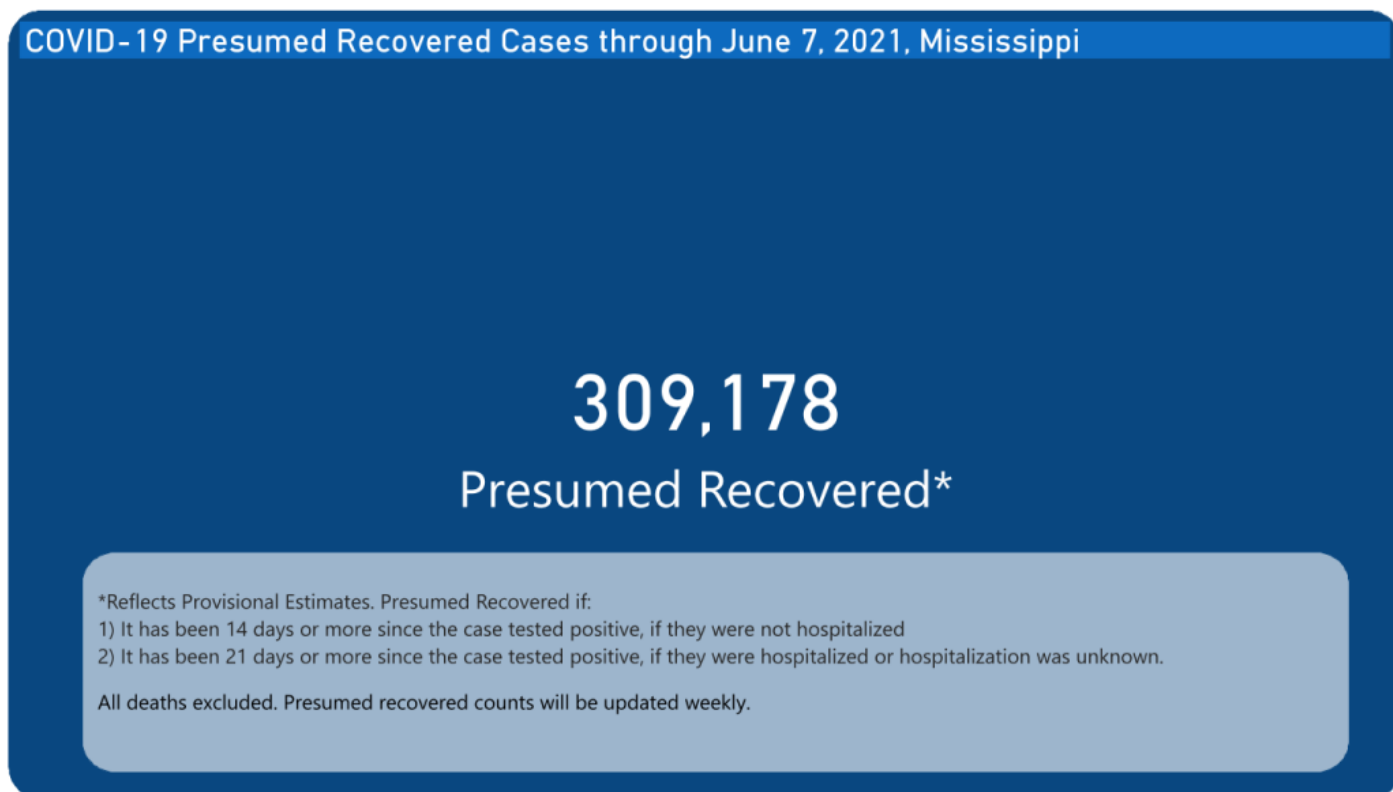 COVID-19 Presumed Recovered Cases through June 7, 2021, Mississippi
309,178
Presumed Recovered*
*Reflects Provisional Estimates. Presumed Recovered if:
1) It has been 14 days or more since the case tested positive, if they were not hospitalized
2) It has been 21 days or more since the case tested positive, if they were hospitalized or hospitalization was unknown.
All deaths excluded. Presumed recovered counts will be updated weekly.